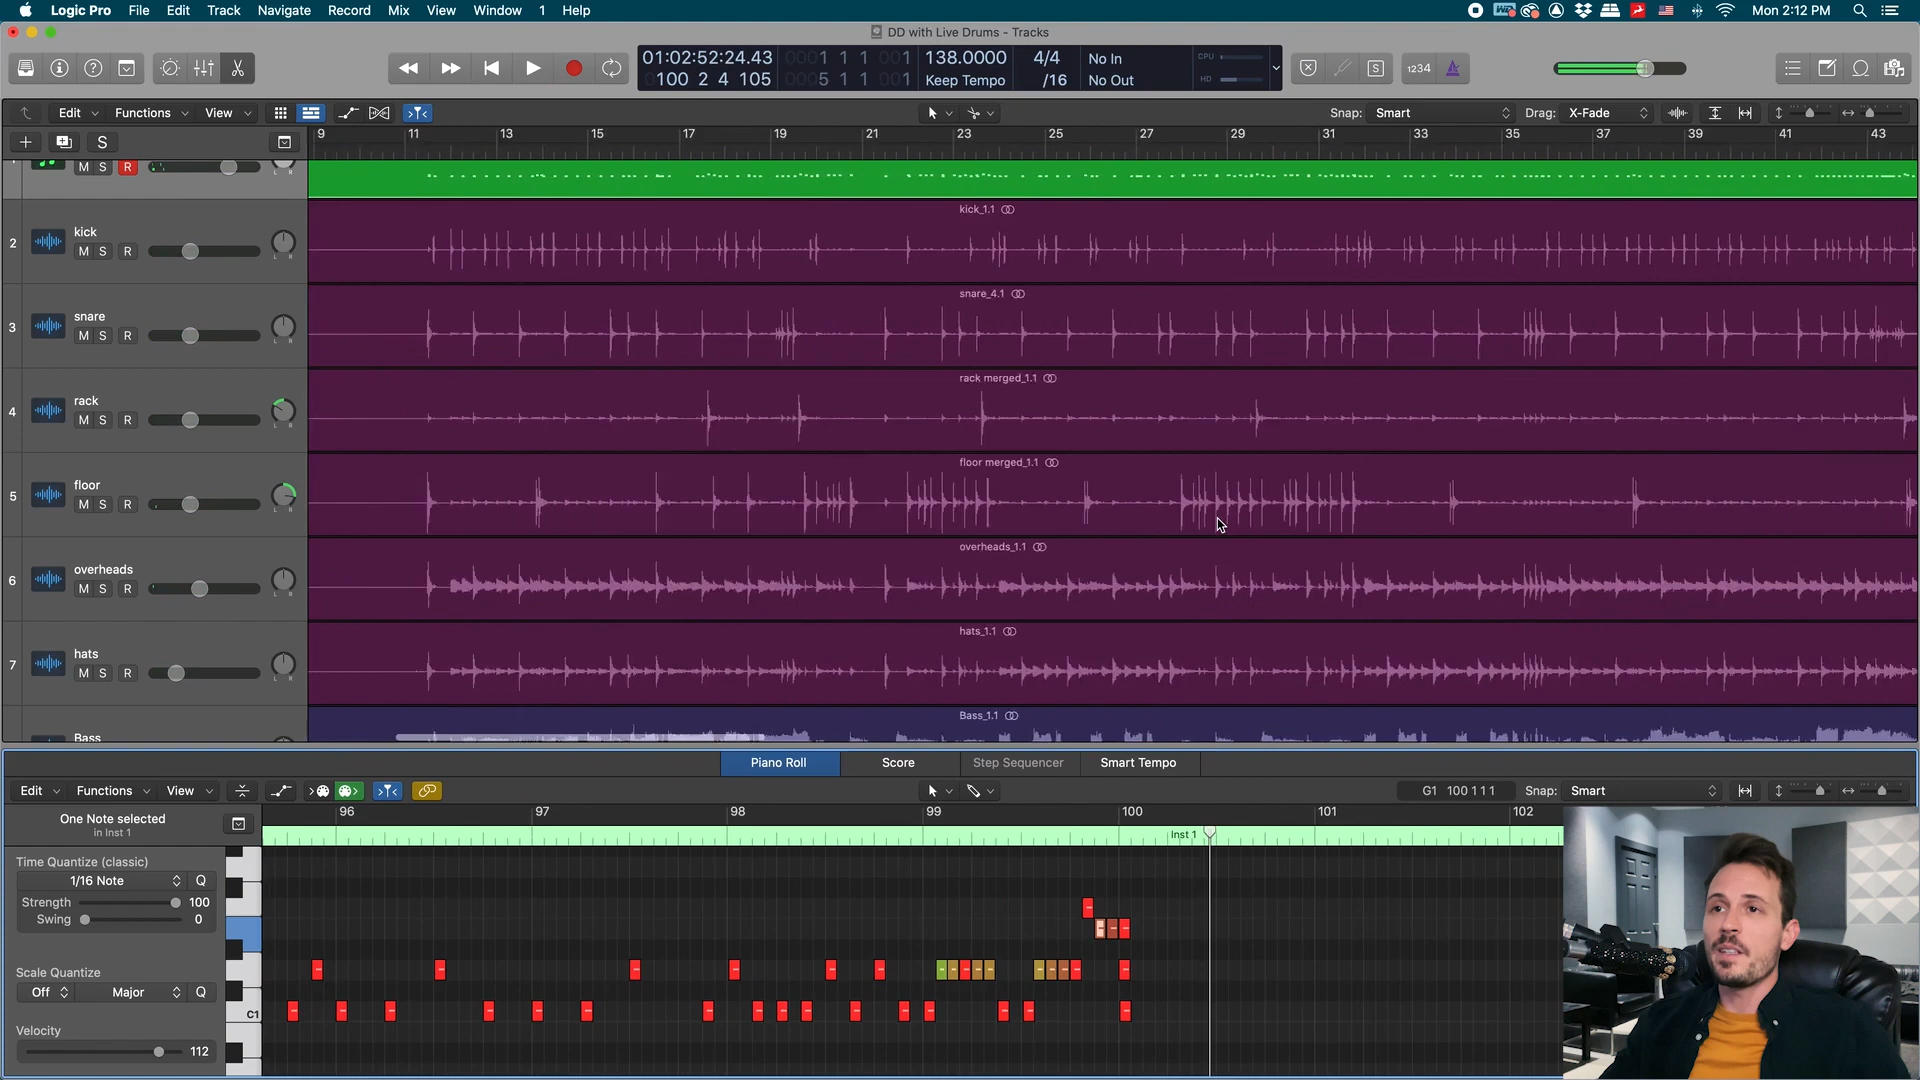 Logic Pro File Edit Track Navigate Record Mix View Window 1 Help
Mon 2:12 PM
DD with Live Drums - Tracks
01:02:52:24.43 0001 1 1 001 138.0000 4/4 No In CPU
100 2 4 105 0005 1 1 001 Keep Tempo /16 No Out HD
S 1234
Edit Functions View Snap: Smart Drag: X-Fade
S 9 11 13 15 17 19 21 23 25 27 29 31 33 35 37 39 41 43
M S R
2 kick M S R L R kick_1.1
3 snare M S R L R snare_4.1
4 rack M S R L R rack merged_1.1
5 floor M S R L R floor merged_1.1
6 overheads M S R L R overheads_1.1
7 hats M S R L R hats_1.1
Bass Bass_1.1
Piano Roll Score Step Sequencer Smart Tempo
Edit Functions View G1 100 1 1 1 Snap: Smart
96 97 98 99 100 101 102
One Note selected
in Inst 1
Inst 1
Time Quantize (classic)
1/16 Note Q
Strength 100
Swing 0
Scale Quantize
Off Major Q
C1
Velocity
112